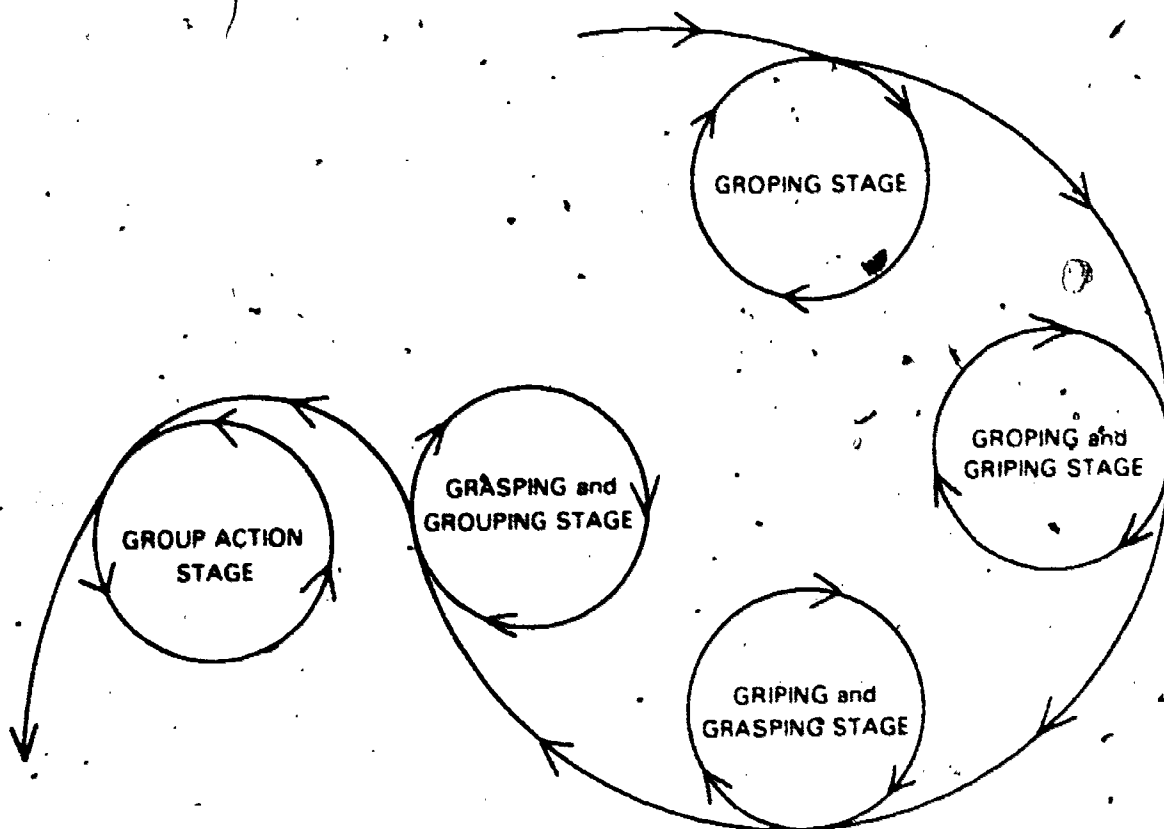 GROPING STAGE
GROPING and
GRIPING STAGE
GRIPING and
GRASPING STAGE
GRASPING and
GROUPING STAGE
GROUP ACTION
STAGE